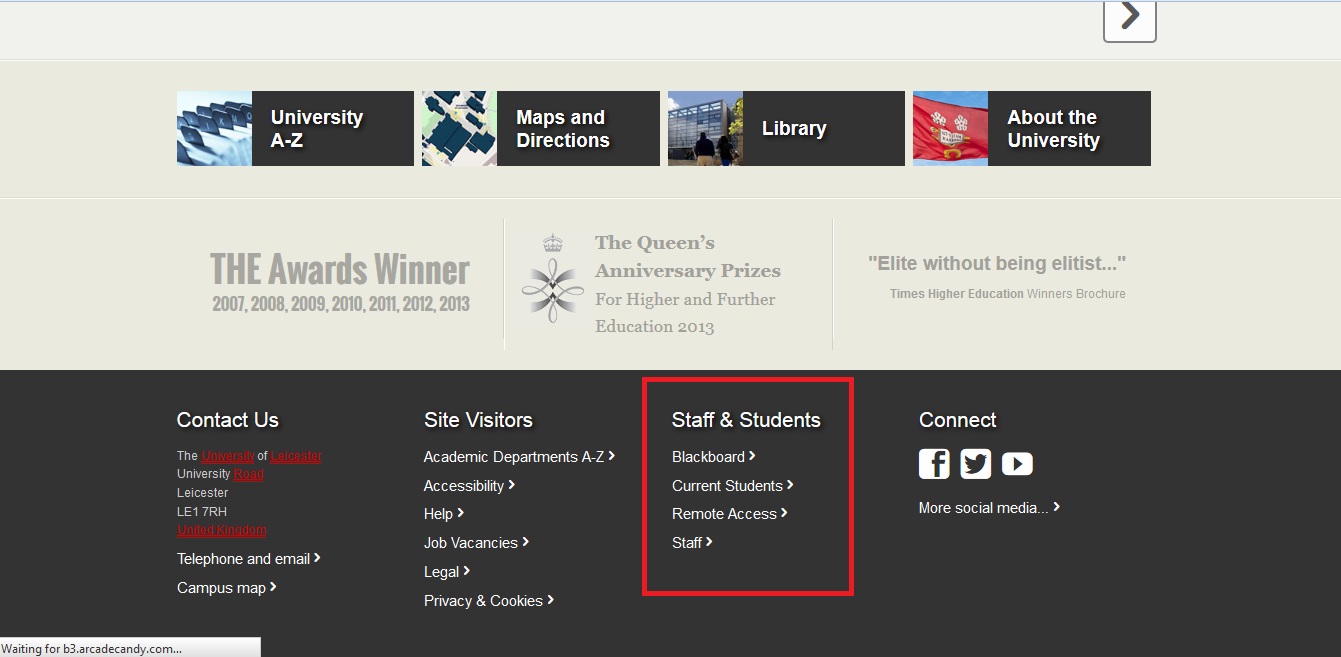 University
A-Z
Maps and
Directions
Library
About the
University
THE Awards Winner
2007, 2008, 2009, 2010, 2011, 2012, 2013
The Queen's
Anniversary Prizes
For Higher and Further
Education 2013
"Elite without being elitist..."
Times Higher Education Winners Brochure
Contact Us
The University of Leicester
University Road
Leicester
LE1 7RH
United Kingdom
Telephone and email
Campus map
Site Visitors
Academic Departments A-Z
Accessibility
Help
Job Vacancies
Legal
Privacy & Cookies
Staff & Students
Blackboard
Current Students
Remote Access
Staff
Connect
More social media...
Waiting for b3.arcadecandy.com...